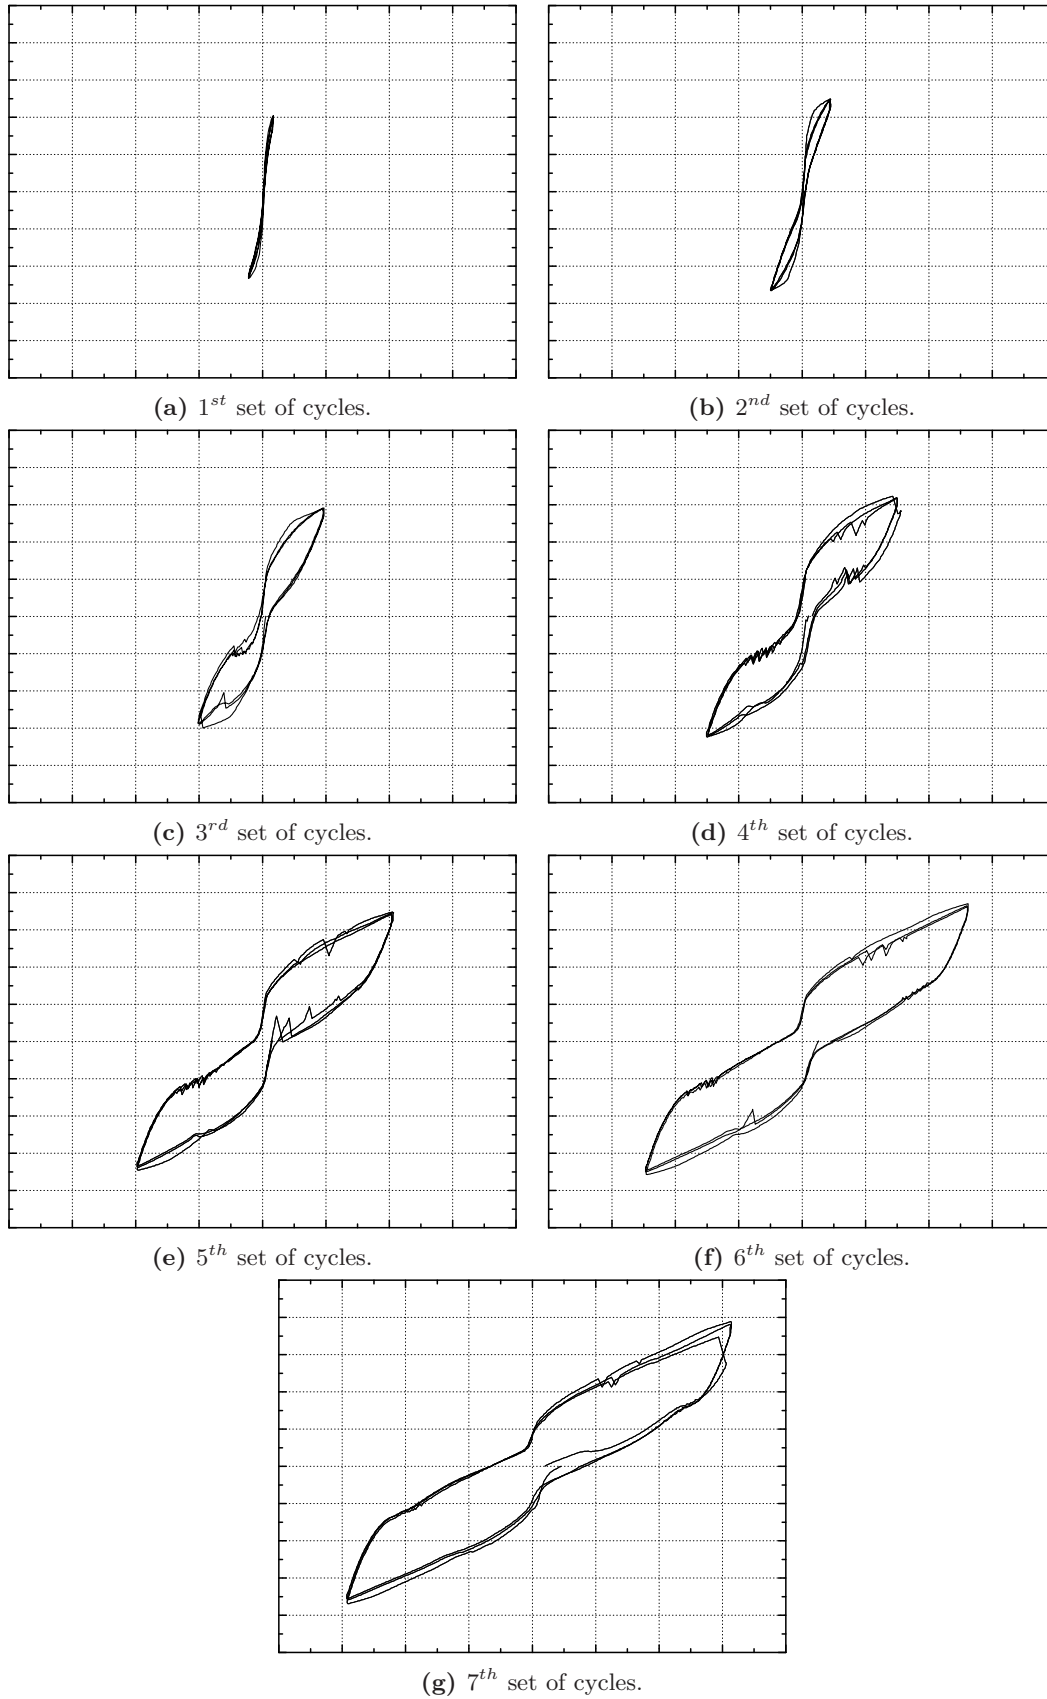 (a) 1st set of cycles.
(b) 2nd set of cycles.
(c) 3rd set of cycles.
(d) 4th set of cycles.
(e) 5th set of cycles.
(f) 6th set of cycles.
(g) 7th set of cycles.